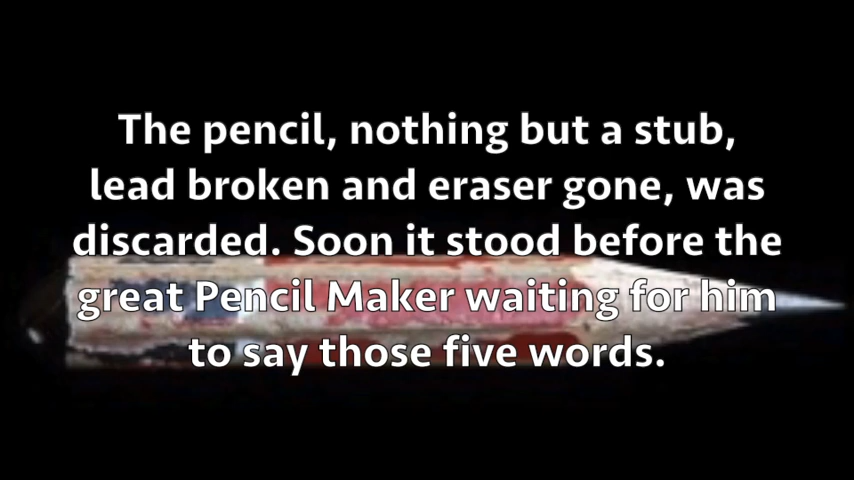 The pencil, nothing but a stub,
lead broken and eraser gone, was
discarded. Soon it stood before the
great Pencil Maker waiting for him
to say those five words.